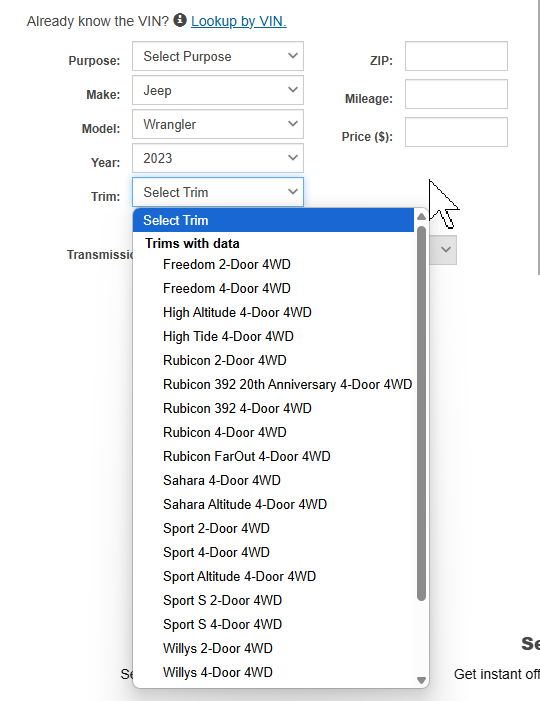 Already know the VIN? Lookup by VIN.
Purpose: Select Purpose
ZIP:
Make: Jeep
Mileage:
Model: Wrangler
Price ($):
Year: 2023
Trim: Select Trim
Select Trim
Trims with data
Freedom 2-Door 4WD
Freedom 4-Door 4WD
High Altitude 4-Door 4WD
High Tide 4-Door 4WD
Rubicon 2-Door 4WD
Rubicon 392 20th Anniversary 4-Door 4WD
Rubicon 392 4-Door 4WD
Rubicon 4-Door 4WD
Rubicon FarOut 4-Door 4WD
Sahara 4-Door 4WD
Sahara Altitude 4-Door 4WD
Sport 2-Door 4WD
Sport 4-Door 4WD
Sport Altitude 4-Door 4WD
Sport S 2-Door 4WD
Sport S 4-Door 4WD
Willys 2-Door 4WD
Willys 4-Door 4WD
Transmissi
Se
Se
Get instant off